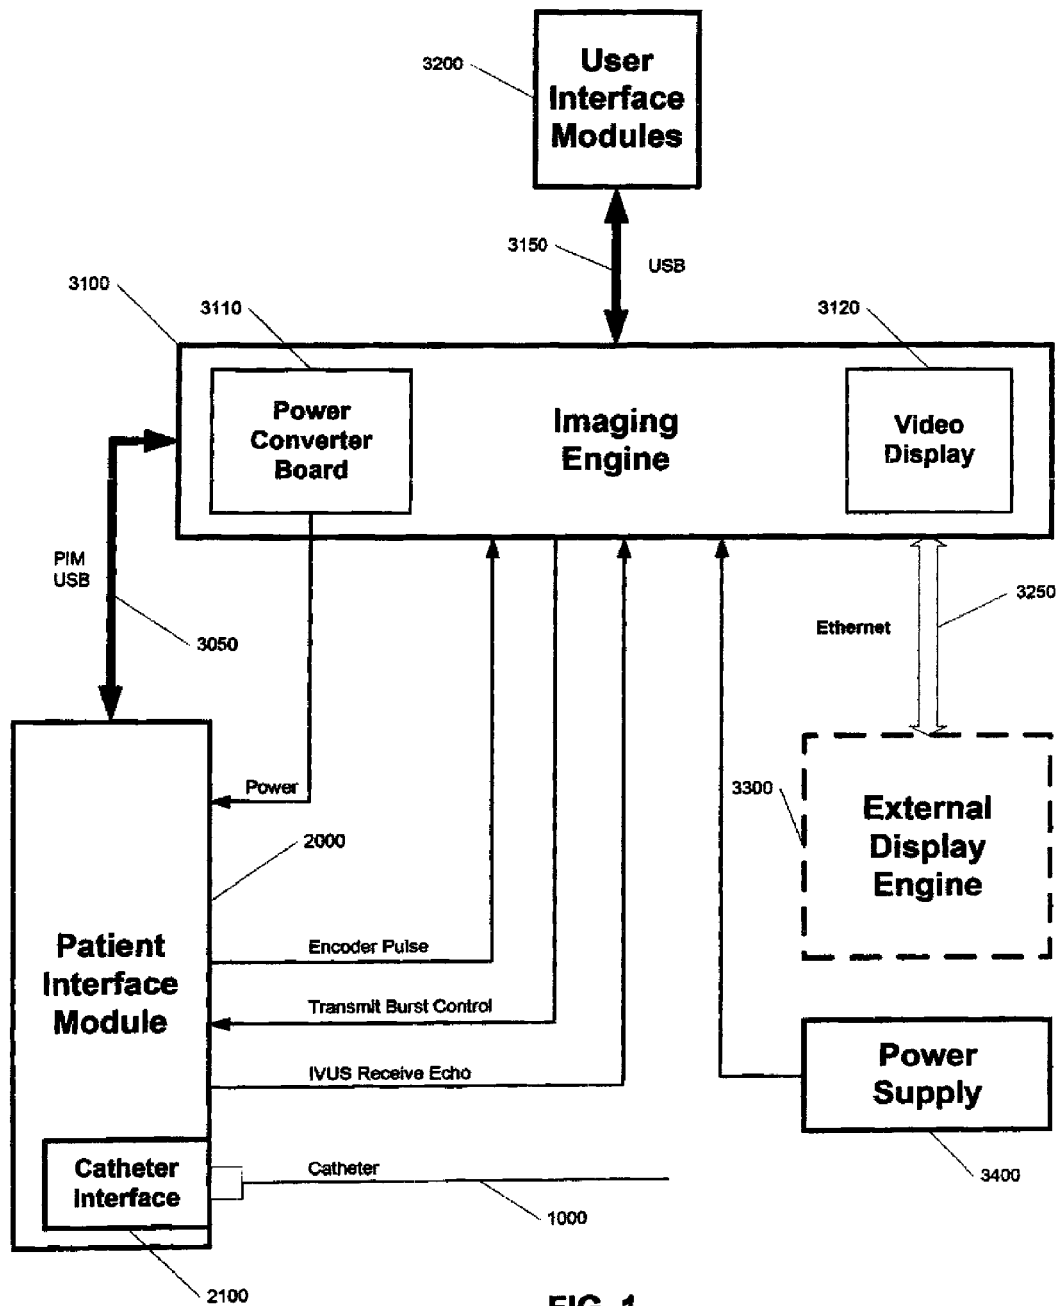 3200
User
Interface
Modules
3150
USB
3100
3110
3120
Power
Converter
Board
Imaging
Engine
Video
Display
PIM
USB
3050
Ethernet
3250
Power
3300
External
Display
Engine
2000
Patient
Interface
Module
Encoder Pulse
Transmit Burst Control
IVUS Receive Echo
Power
Supply
3400
Catheter
Interface
Catheter
1000
2100
FIG. 1